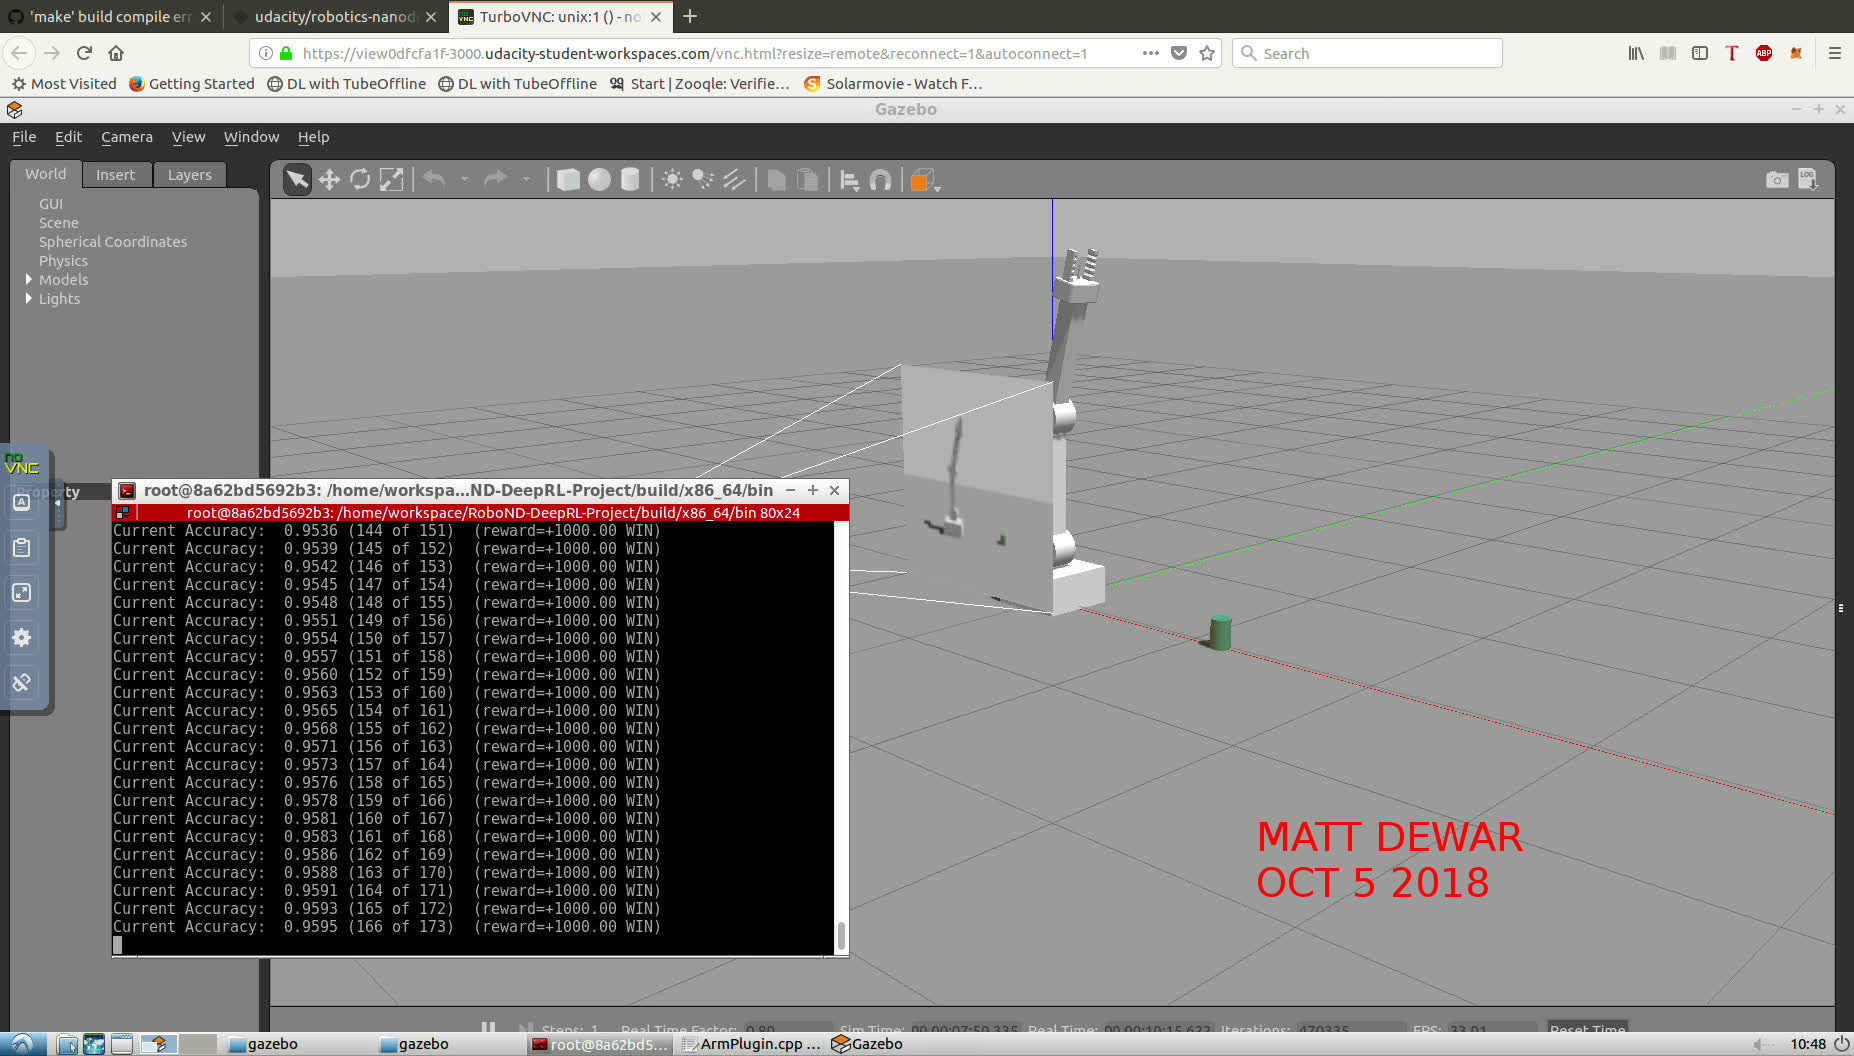 'make' build compile err
udacity/robotics-nanod
TurboVNC: unix:1 () - no
https://view0dfcfa1f-3000.udacity-student-workspaces.com/vnc.html?resize=remote&reconnect=1&autoconnect=1
Search
Most Visited
Getting Started
DL with TubeOffline
DL with TubeOffline
Start | Zooqle: Verifie...
Solarmovie - Watch F...
Gazebo
File Edit Camera View Window Help
World Insert Layers
LOG
GUI
Scene
Spherical Coordinates
Physics
Models
Lights
no
VNC
Property
root@8a62bd5692b3: /home/workspa...ND-DeepRL-Project/build/x86_64/bin
root@8a62bd5692b3: /home/workspace/RoboND-DeepRL-Project/build/x86_64/bin 80x24
Current Accuracy:  0.9536 (144 of 151)  (reward=+1000.00 WIN)
Current Accuracy:  0.9539 (145 of 152)  (reward=+1000.00 WIN)
Current Accuracy:  0.9542 (146 of 153)  (reward=+1000.00 WIN)
Current Accuracy:  0.9545 (147 of 154)  (reward=+1000.00 WIN)
Current Accuracy:  0.9548 (148 of 155)  (reward=+1000.00 WIN)
Current Accuracy:  0.9551 (149 of 156)  (reward=+1000.00 WIN)
Current Accuracy:  0.9554 (150 of 157)  (reward=+1000.00 WIN)
Current Accuracy:  0.9557 (151 of 158)  (reward=+1000.00 WIN)
Current Accuracy:  0.9560 (152 of 159)  (reward=+1000.00 WIN)
Current Accuracy:  0.9563 (153 of 160)  (reward=+1000.00 WIN)
Current Accuracy:  0.9565 (154 of 161)  (reward=+1000.00 WIN)
Current Accuracy:  0.9568 (155 of 162)  (reward=+1000.00 WIN)
Current Accuracy:  0.9571 (156 of 163)  (reward=+1000.00 WIN)
Current Accuracy:  0.9573 (157 of 164)  (reward=+1000.00 WIN)
Current Accuracy:  0.9576 (158 of 165)  (reward=+1000.00 WIN)
Current Accuracy:  0.9578 (159 of 166)  (reward=+1000.00 WIN)
Current Accuracy:  0.9581 (160 of 167)  (reward=+1000.00 WIN)
Current Accuracy:  0.9583 (161 of 168)  (reward=+1000.00 WIN)
Current Accuracy:  0.9586 (162 of 169)  (reward=+1000.00 WIN)
Current Accuracy:  0.9588 (163 of 170)  (reward=+1000.00 WIN)
Current Accuracy:  0.9591 (164 of 171)  (reward=+1000.00 WIN)
Current Accuracy:  0.9593 (165 of 172)  (reward=+1000.00 WIN)
Current Accuracy:  0.9595 (166 of 173)  (reward=+1000.00 WIN)
MATT DEWAR
OCT 5 2018
Steps: 1 Real Time Factor: 0.80 Sim Time: 00 00:07:50.335 Real Time: 00 00:10:15.622 Iterations: 470335 FPS: 33.01 Reset Time
gazebo
gazebo
root@8a62bd5...
ArmPlugin.cpp ...
Gazebo
10:48